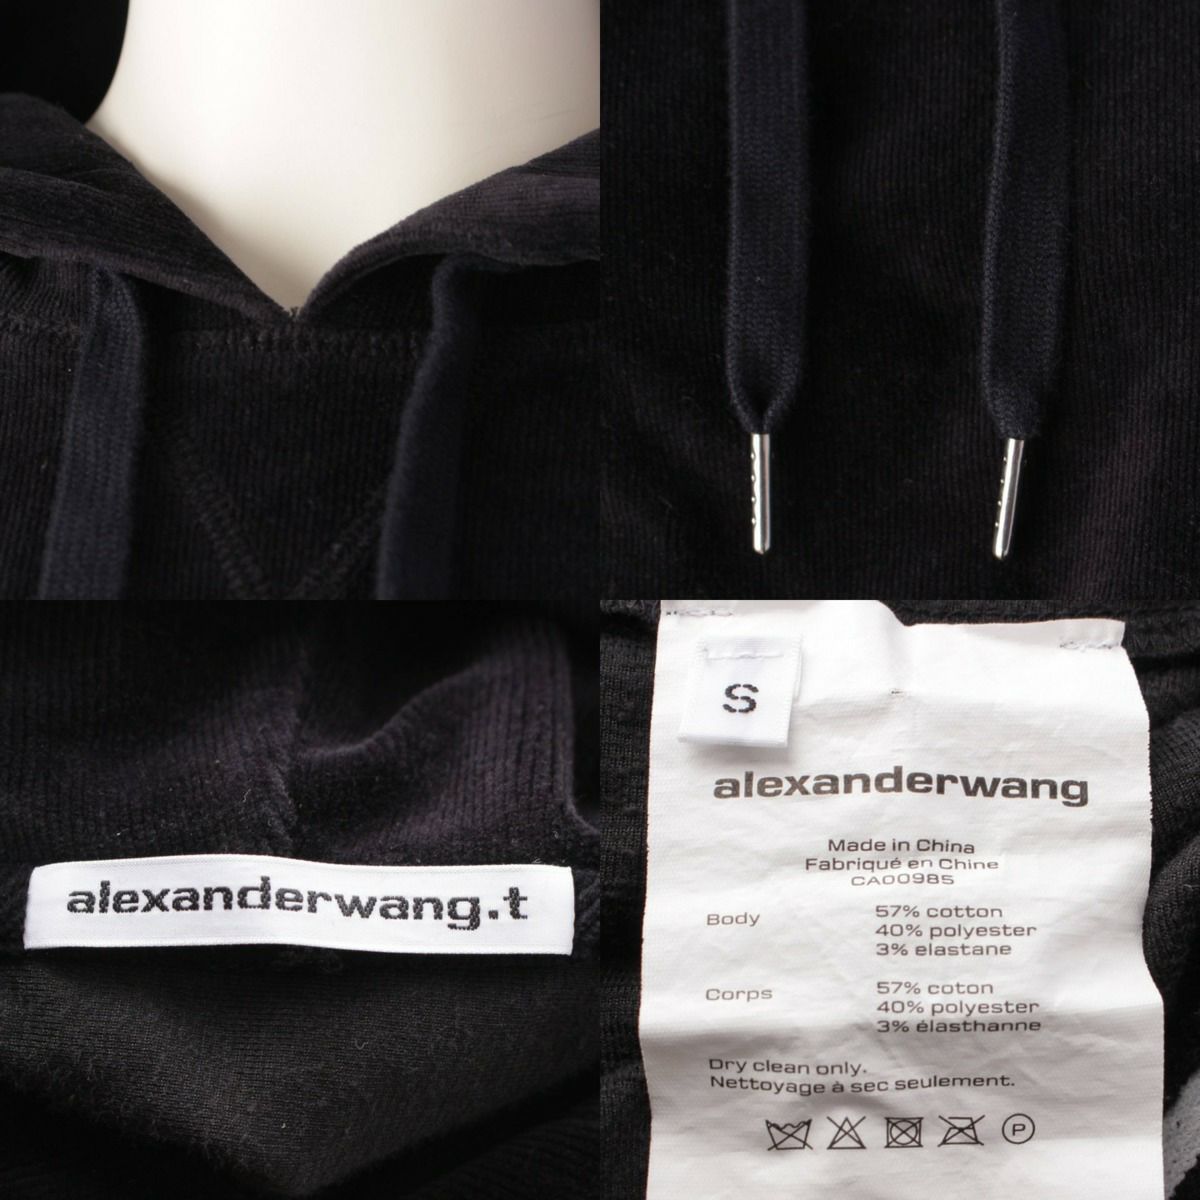 alexanderwang.t
S
alexanderwang
Made in China
Fabriqué en Chine
CA00985
Body
57% cotton
40% polyester
3% elastane
Corps
57% coton
40% polyester
3% élasthanne
Dry clean only.
Nettoyage à sec seulement.
P